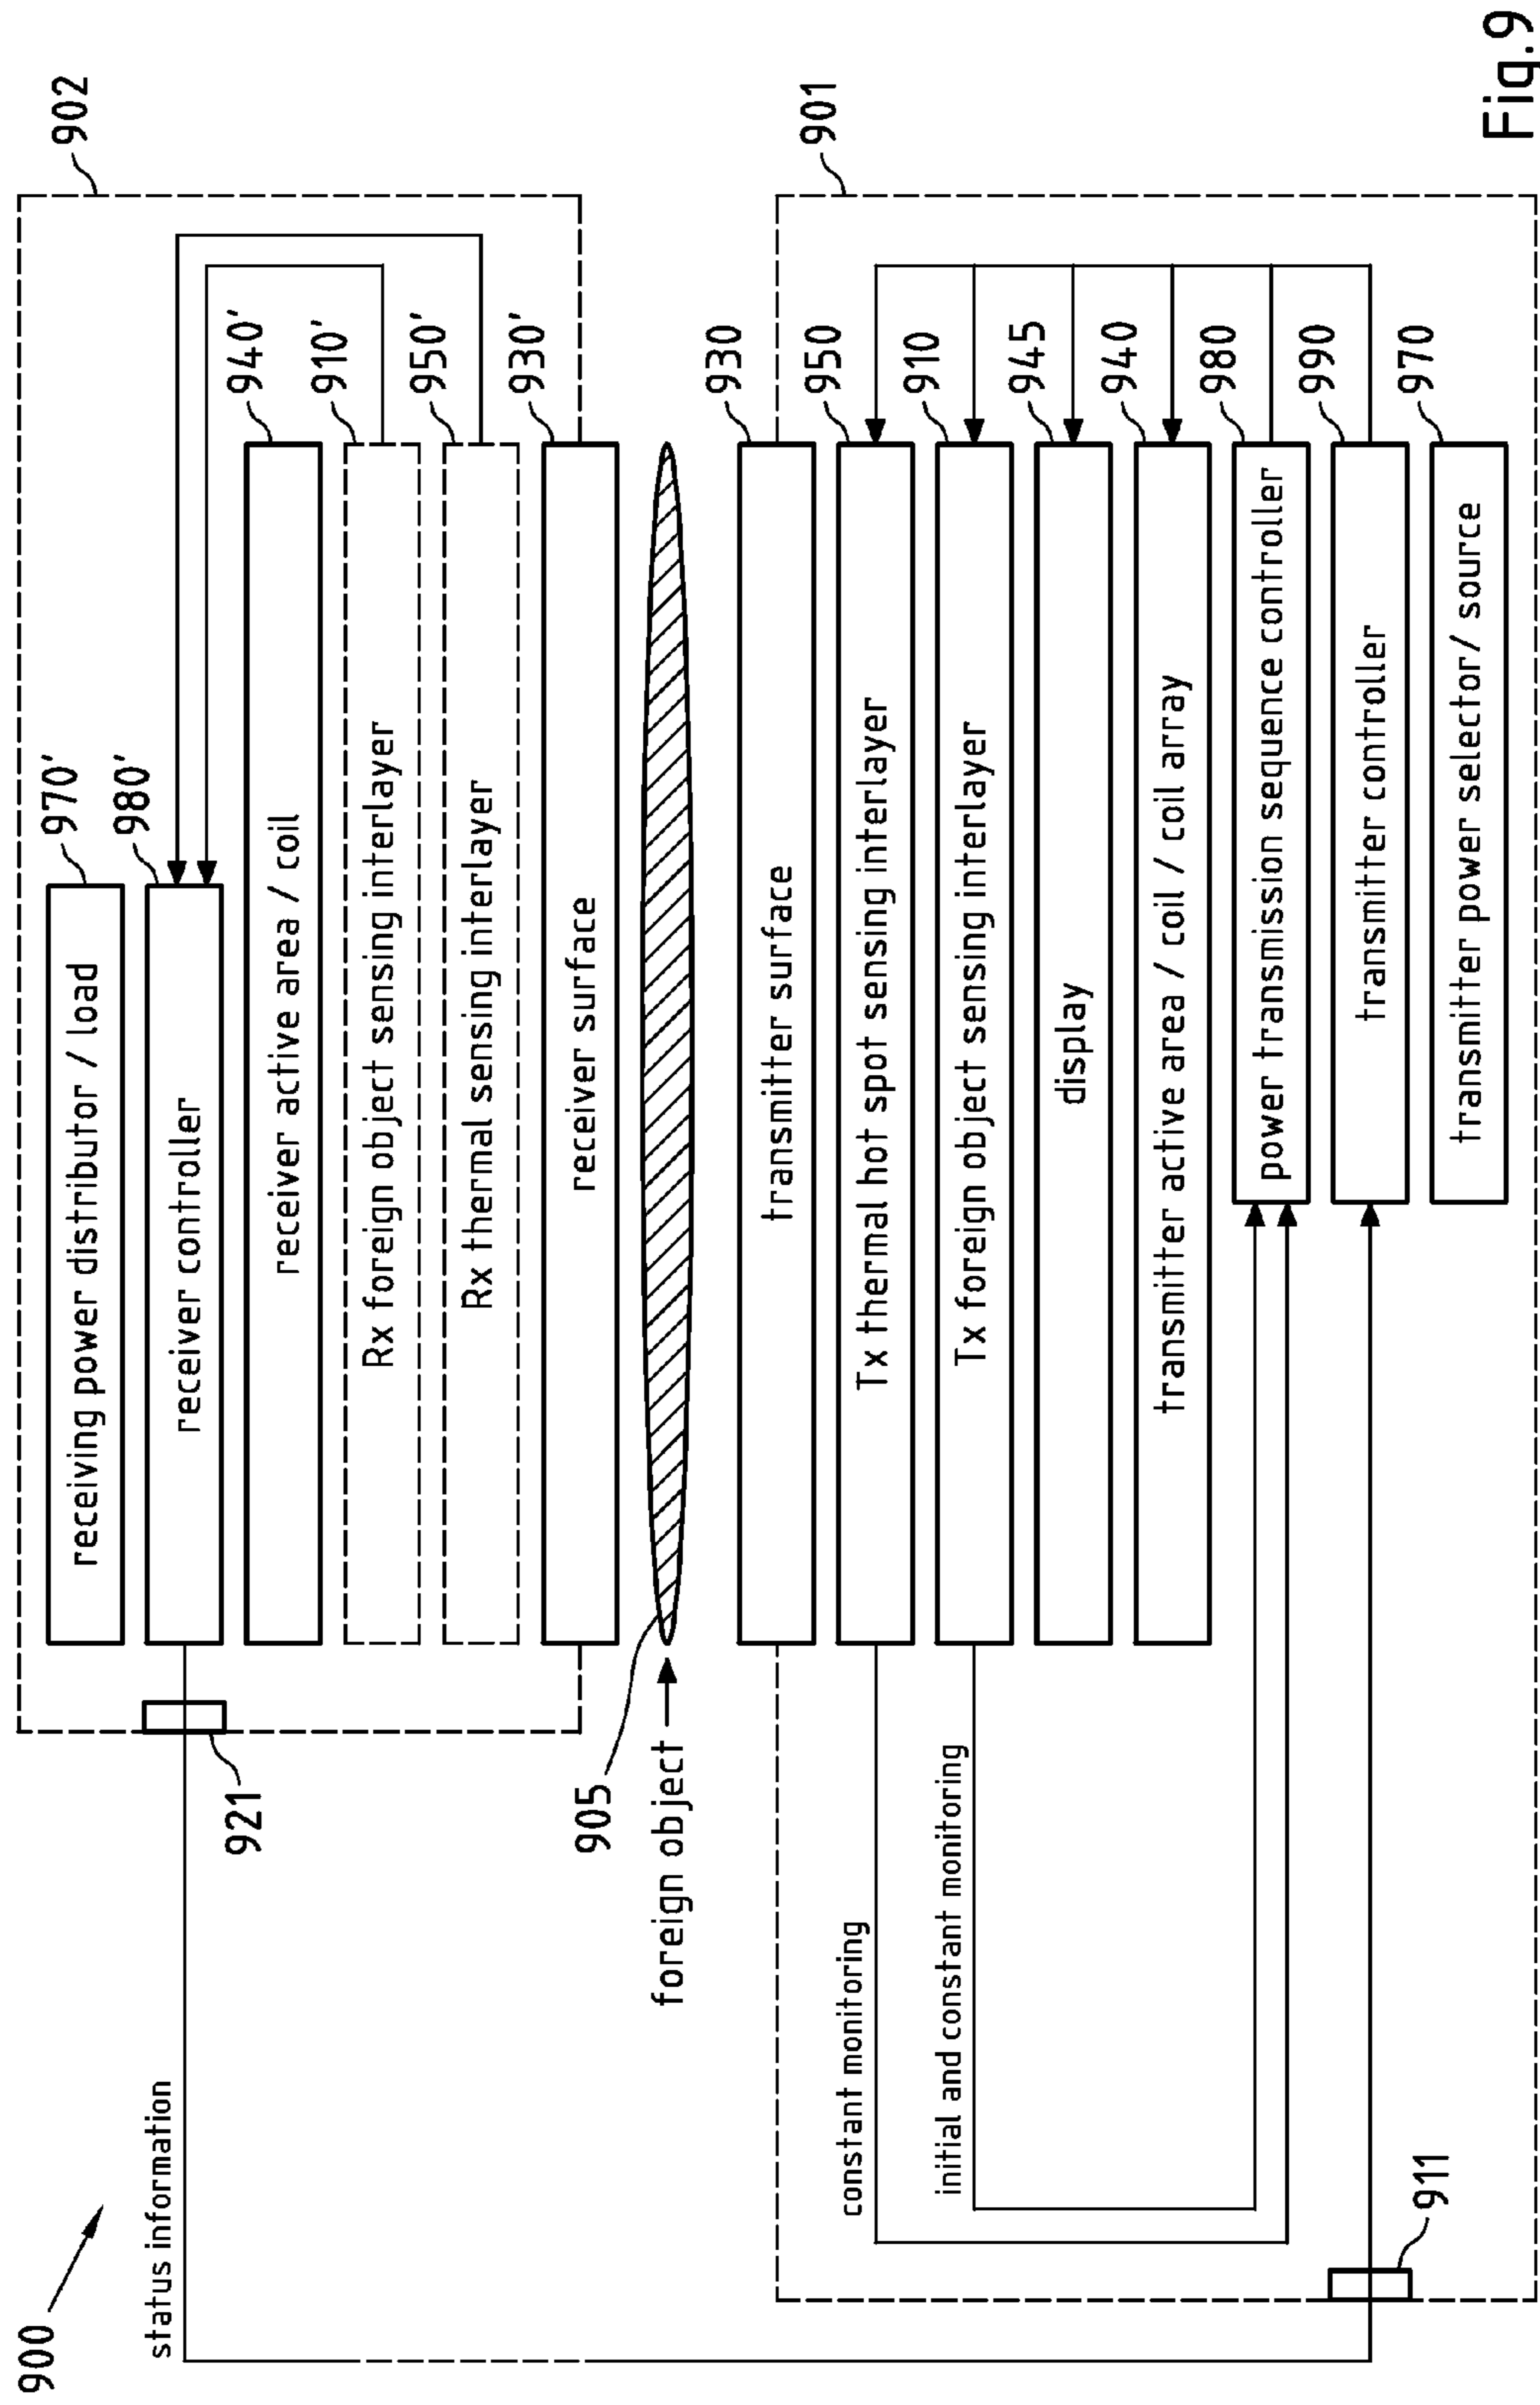 900
902
status information
receiving power distributor / load
970'
receiver controller
980'
921
receiver active area / coil
940'
Rx foreign object sensing interlayer
910'
Rx thermal sensing interlayer
950'
receiver surface
930'
905
foreign object
901
transmitter surface
930
constant monitoring
Tx thermal hot spot sensing interlayer
950
initial and constant monitoring
Tx foreign object sensing interlayer
910
display
945
transmitter active area / coil / coil array
940
power transmission sequence controller
980
911
transmitter controller
990
transmitter power selector/ source
970
Fig.9